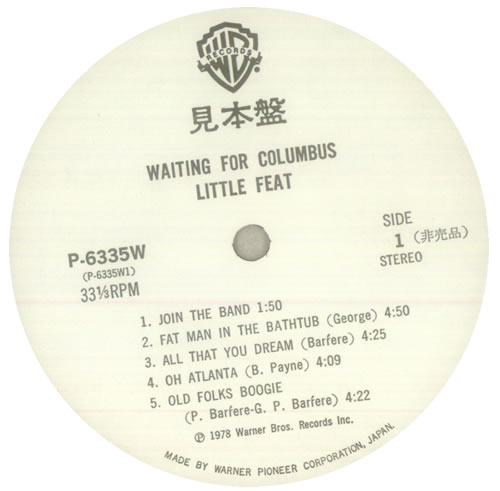 WB
RECORDS
見本盤
WAITING FOR COLUMBUS
LITTLE FEAT
P-6335W
(P-6335W1)
33⅓RPM
SIDE
1 (非売品)
STEREO
1. JOIN THE BAND 1:50
2. FAT MAN IN THE BATHTUB (George) 4:50
3. ALL THAT YOU DREAM (Barfere) 4:25
4. OH ATLANTA (B. Payne) 4:09
5. OLD FOLKS BOOGIE
(P. Barfere-G. P. Barfere) 4:22
Ⓟ 1978 Warner Bros. Records Inc.
MADE BY WARNER PIONEER CORPORATION, JAPAN.